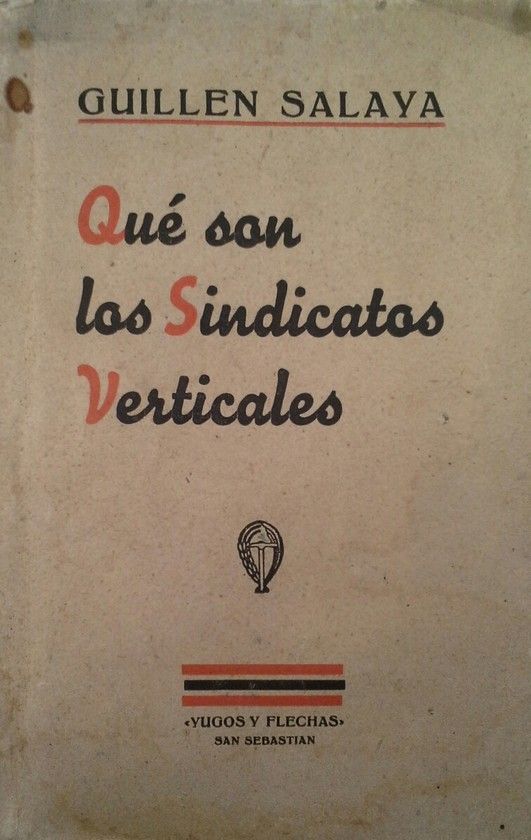 GUILLEN SALAYA
Qué son
los Sindicatos
Verticales
«YUGOS Y FLECHAS»
SAN SEBASTIAN